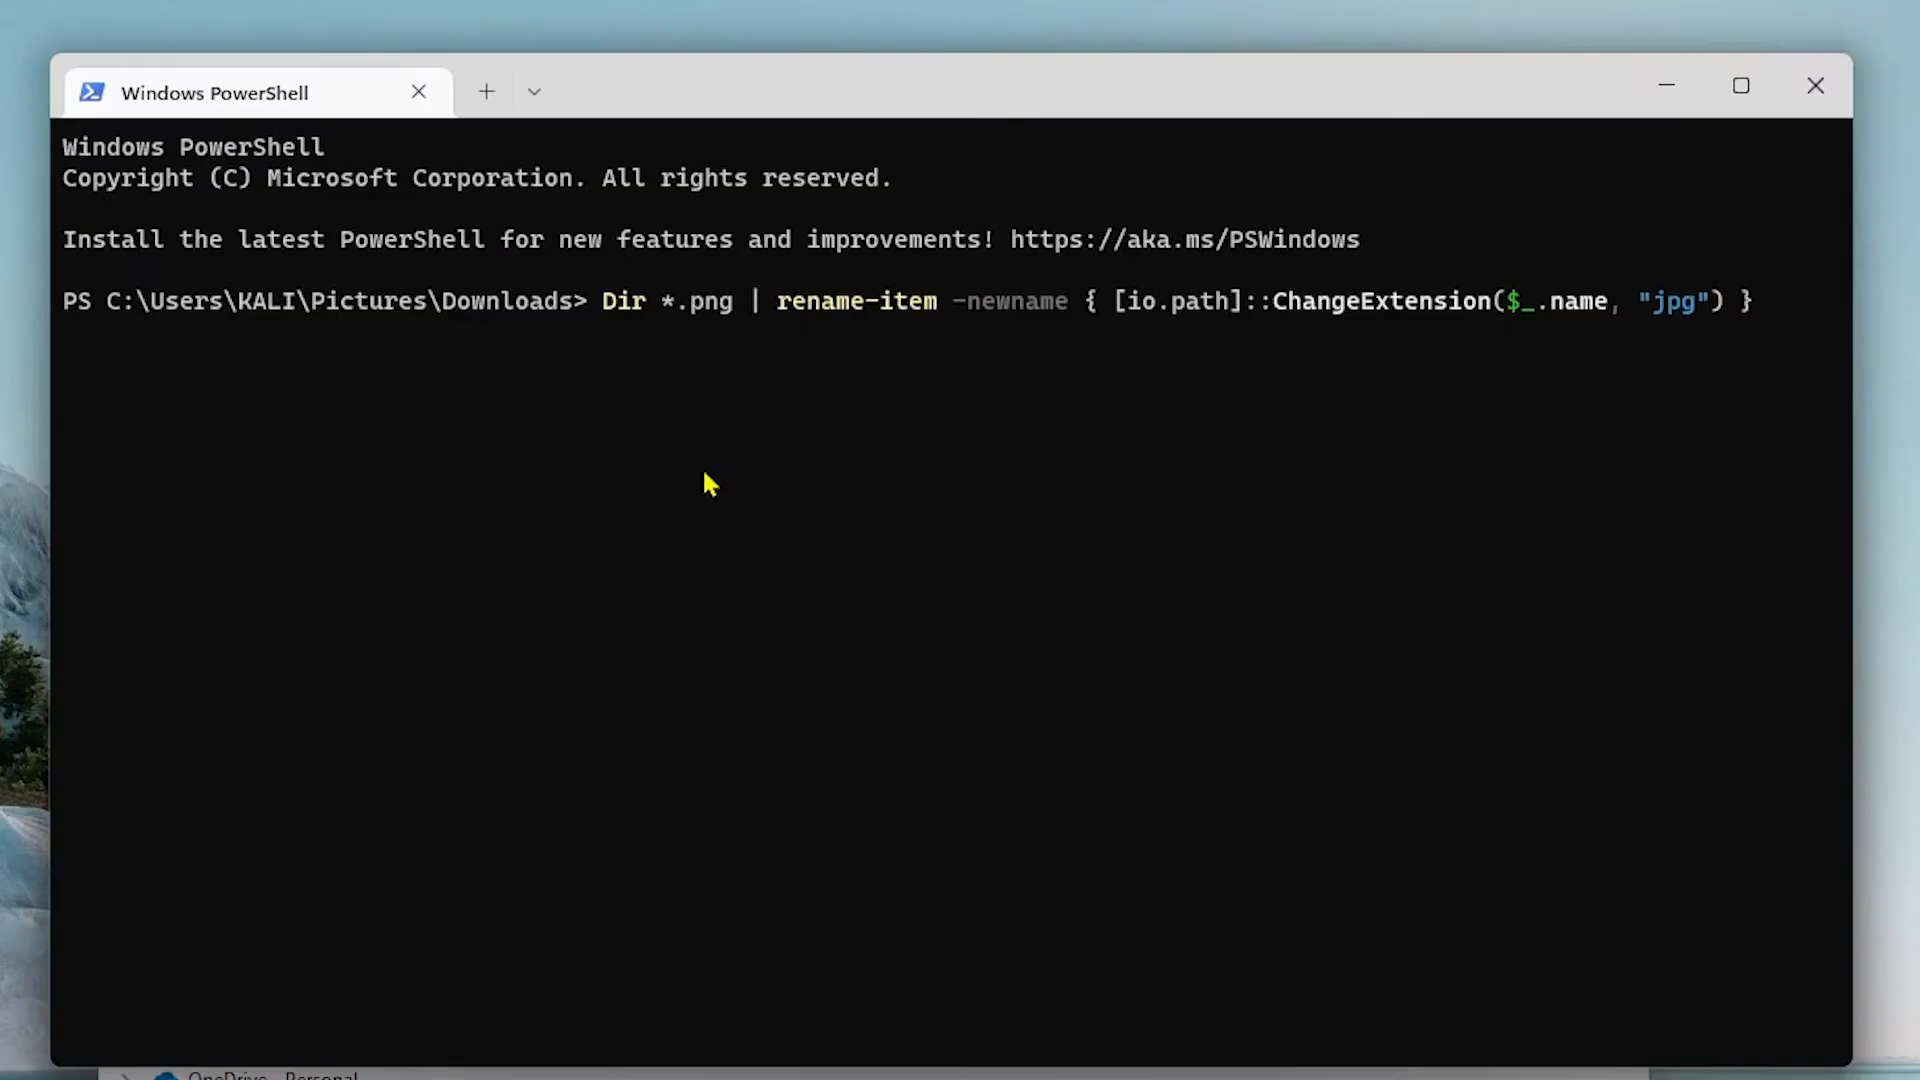 Windows PowerShell
Windows PowerShell
Copyright (C) Microsoft Corporation. All rights reserved.
Install the latest PowerShell for new features and improvements! https://aka.ms/PSWindows
PS C:\Users\KALI\Pictures\Downloads> Dir *.png | rename-item -newname { [io.path]::ChangeExtension($_.name, "jpg") }
OneDrive - Personal